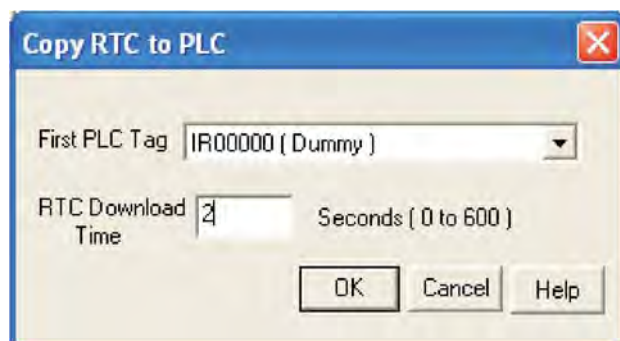 Copy RTC to PLC
First PLC Tag IR00000 ( Dummy )
RTC Download Time 2 Seconds ( 0 to 600 )
OK Cancel Help